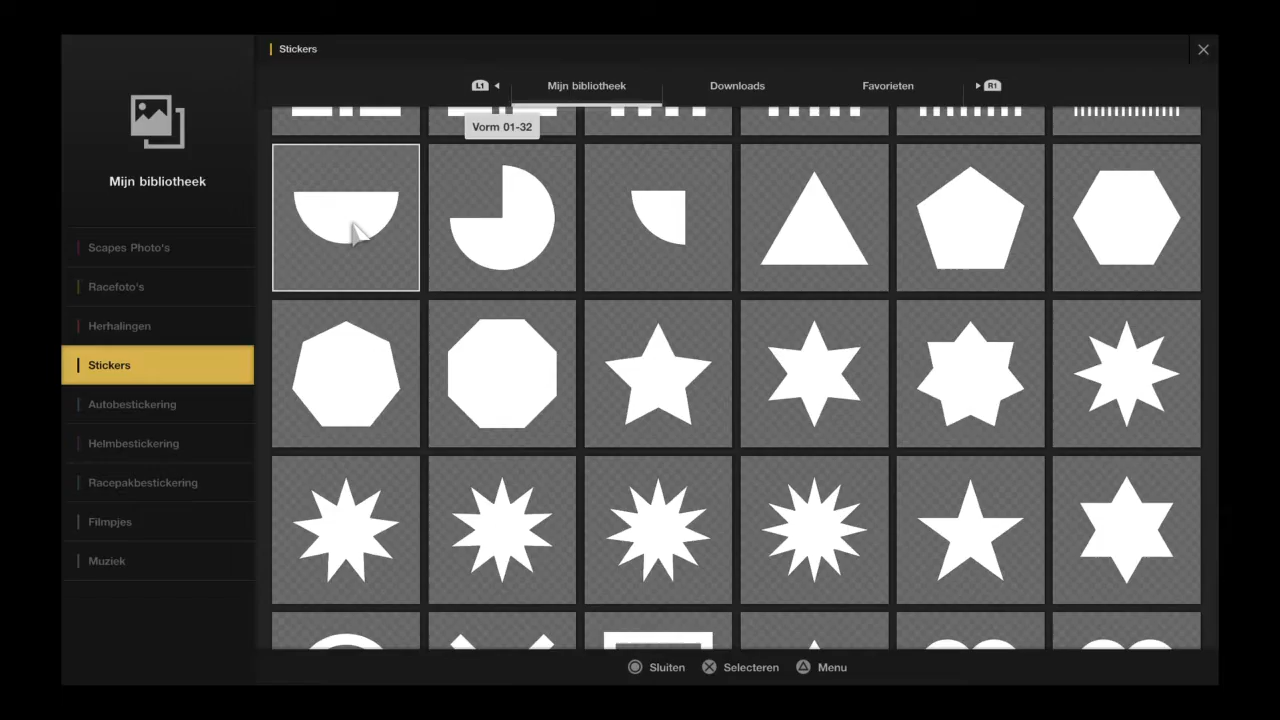 Stickers
L1
Mijn bibliotheek
Downloads
Favorieten
R1
Vorm 01-32
Mijn bibliotheek
Scapes Photo's
Racefoto's
Herhalingen
Stickers
Autobestickering
Helmbestickering
Racepakbestickering
Filmpjes
Muziek
Sluiten
Selecteren
Menu